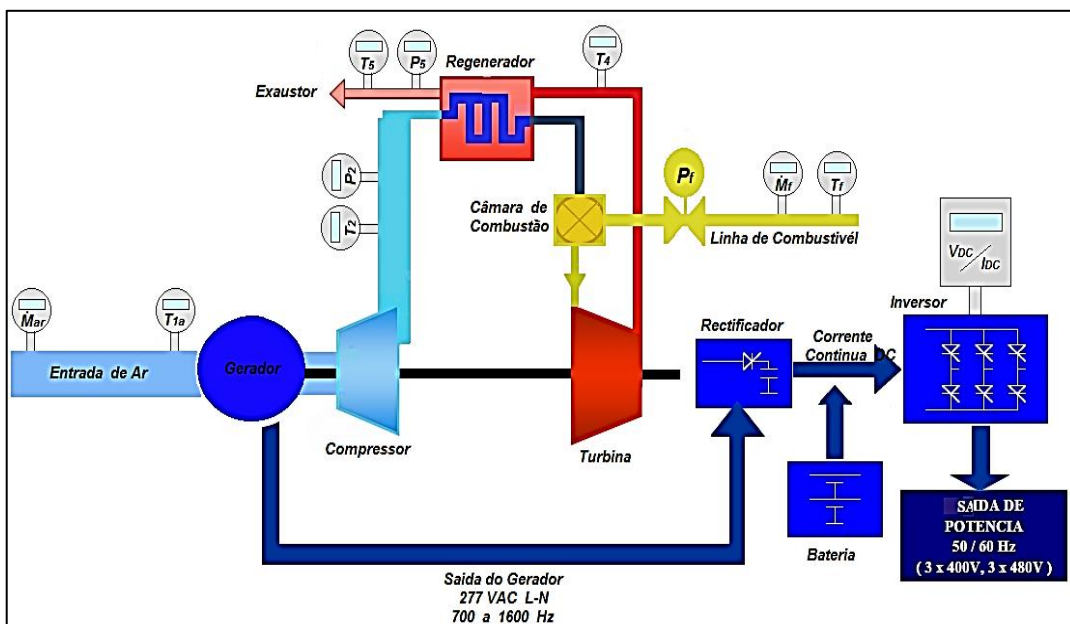 T5
P5
Regenerador
T4
Exaustor
P2
T2
Câmara de
Combustão
Pf
Ṁf
Tf
Linha de Combustivél
VDC
/IDC
Inversor
Ṁar
T1a
Entrada de Ar
Gerador
Compressor
Turbina
Rectificador
Corrente
Continua DC
Bateria
SAIDA DE
POTENCIA
50 / 60 Hz
( 3 x 400V, 3 x 480V )
Saida do Gerador
277 VAC L-N
700 a 1600 Hz